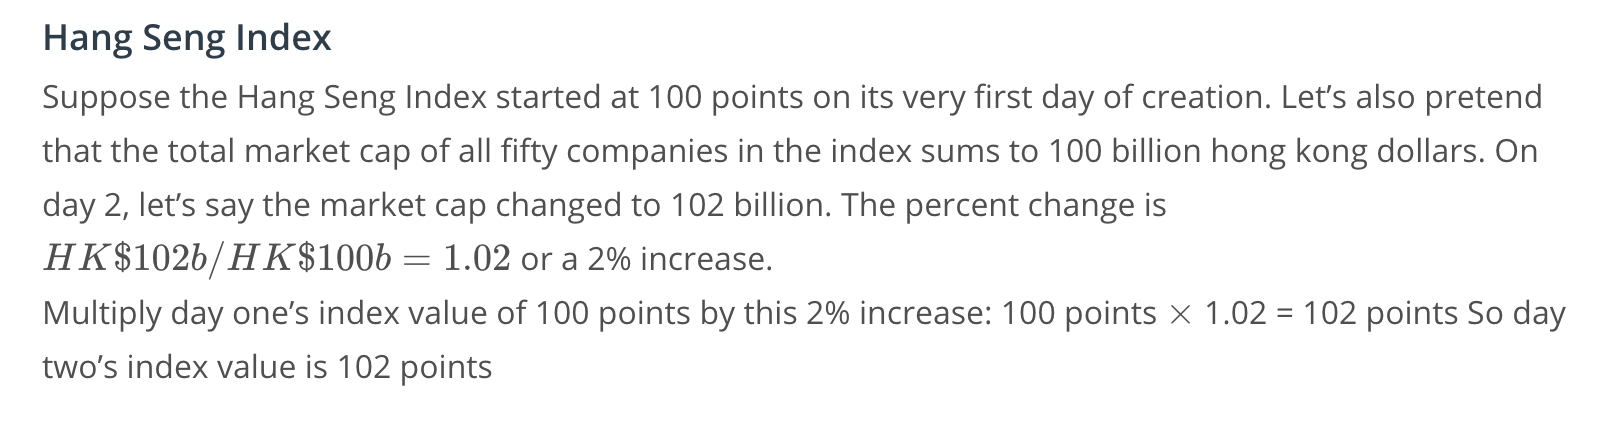 Hang Seng Index
Suppose the Hang Seng Index started at 100 points on its very first day of creation. Let’s also pretend
that the total market cap of all fifty companies in the index sums to 100 billion hong kong dollars. On
day 2, let’s say the market cap changed to 102 billion. The percent change is
HK$102b/HK$100b = 1.02 or a 2% increase.
Multiply day one’s index value of 100 points by this 2% increase: 100 points × 1.02 = 102 points So day
two’s index value is 102 points